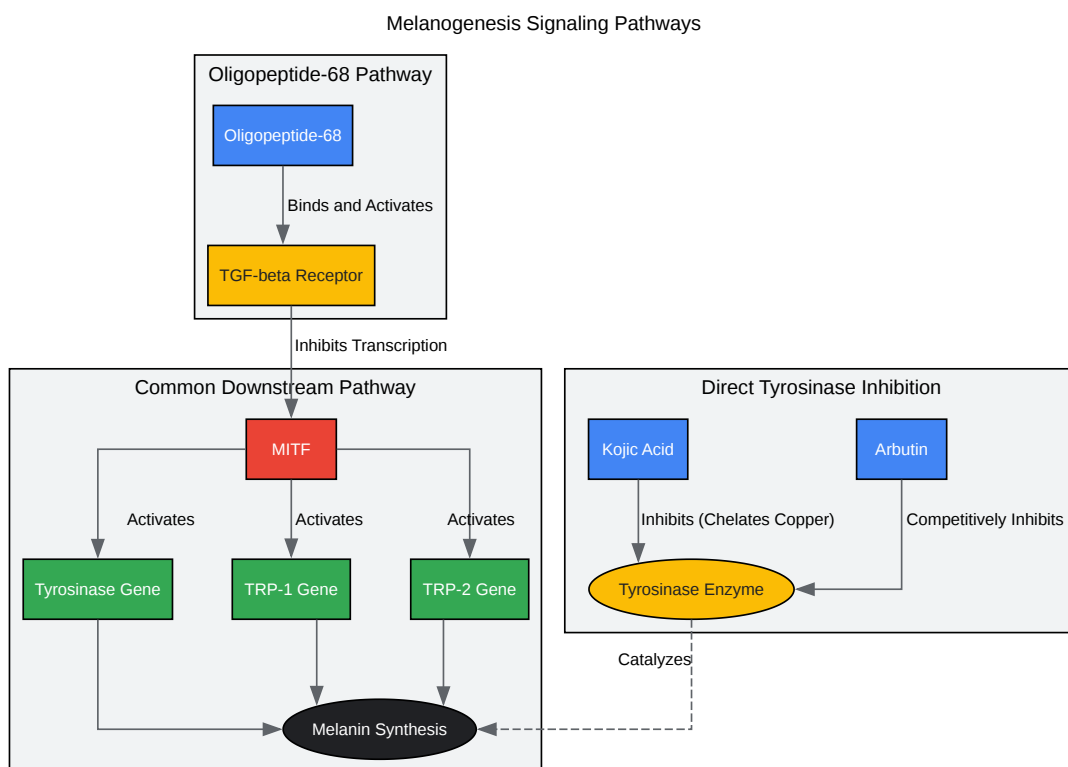 Melanogenesis Signaling Pathways
Oligopeptide-68 Pathway
Oligopeptide-68
Binds and Activates
TGF-beta Receptor
Inhibits Transcription
Common Downstream Pathway
MITF
Activates
Activates
Activates
Tyrosinase Gene
TRP-1 Gene
TRP-2 Gene
Melanin Synthesis
Direct Tyrosinase Inhibition
Kojic Acid
Arbutin
Inhibits (Chelates Copper)
Competitively Inhibits
Tyrosinase Enzyme
Catalyzes